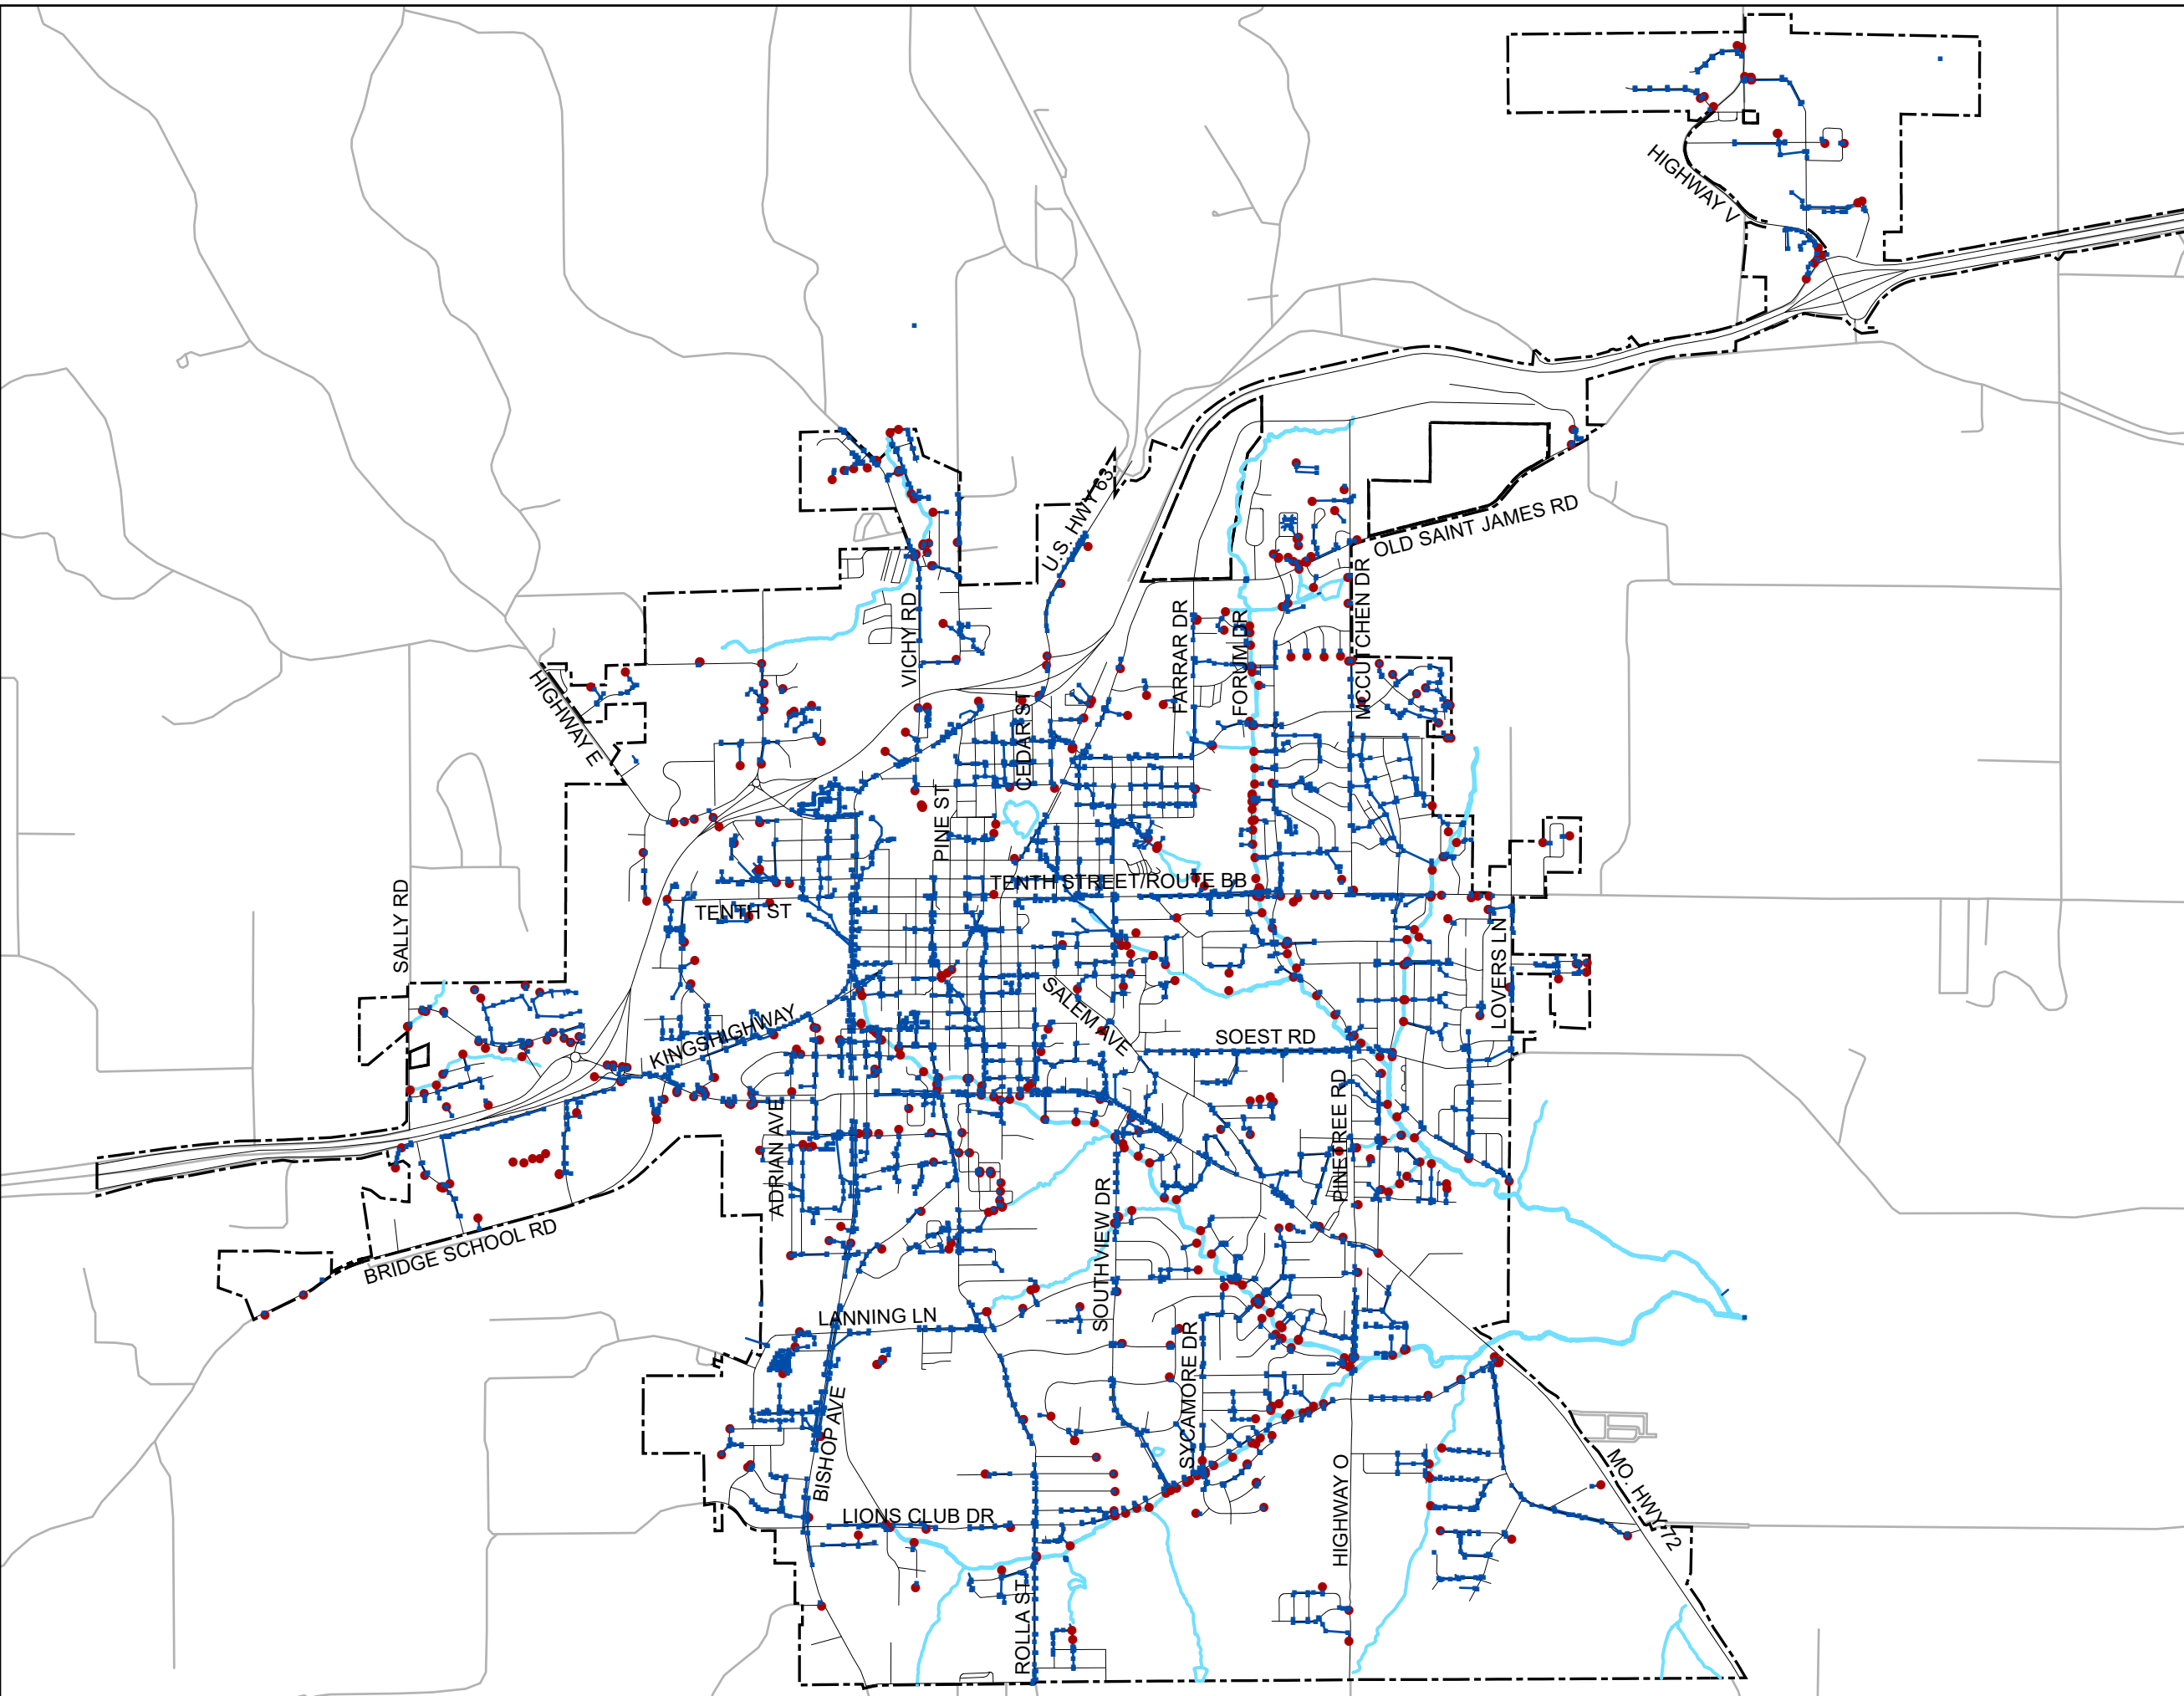 HIGHWAY V
U.S. HWY 63
OLD SAINT JAMES RD
VICHY RD
FARRAR DR
FORUM DR
MCCUTCHEN DR
HIGHWAY E
CEDAR ST
PINE ST
TENTH STREET/ROUTE BB
TENTH ST
SALLY RD
LOVERS LN
SALEM AVE
KINGSHIGHWAY
SOEST RD
ADRIAN AVE
PINE TREE RD
SOUTHVIEW DR
BRIDGE SCHOOL RD
LANNING LN
SYCAMORE DR
BISHOP AVE
HIGHWAY O
MO. HWY 72
LIONS CLUB DR
ROLLA ST